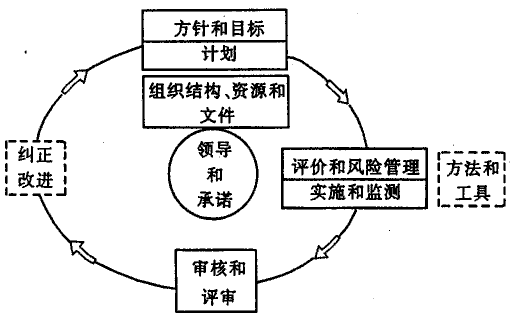 方针和目标
计划
组织结构、资源和
文件
领导
和
承诺
纠正
改进
评价和风险管理
实施和监测
方法和
工具
审核和
评审